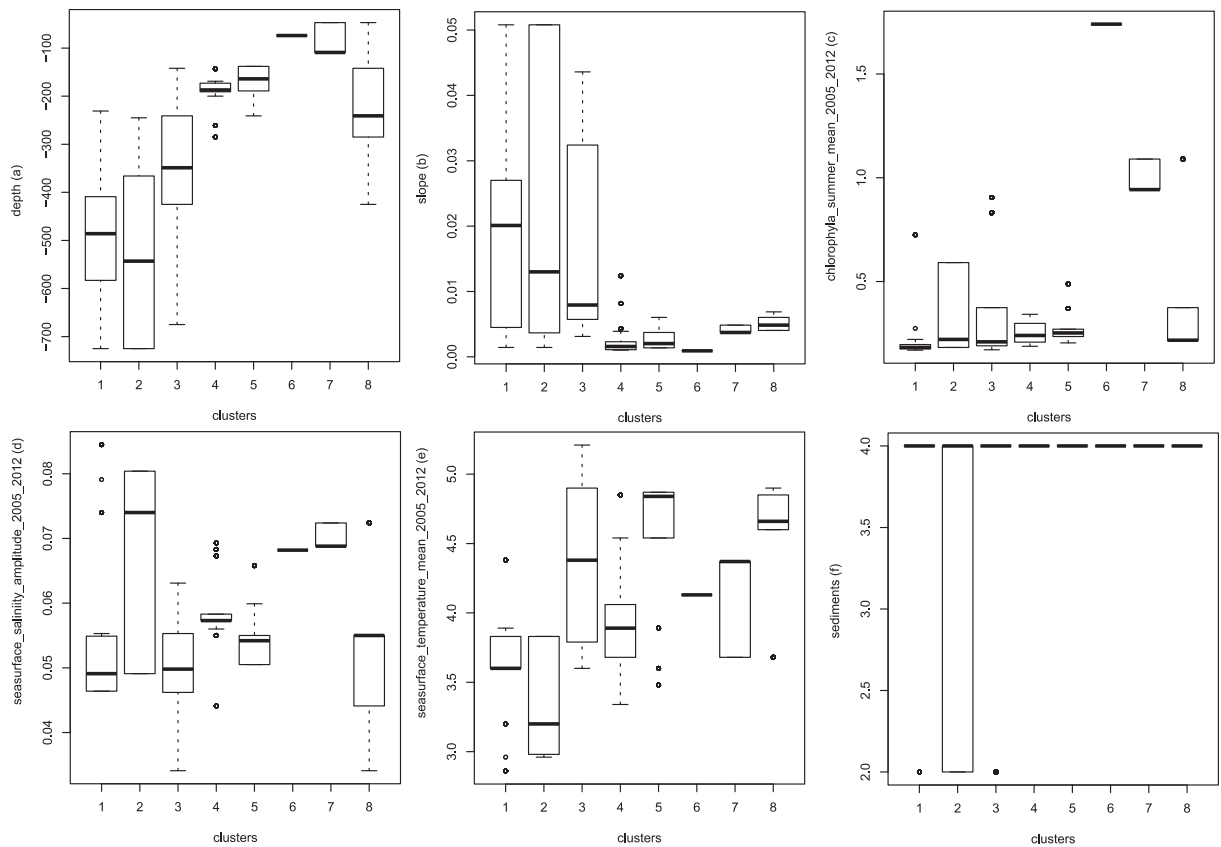 depth (a)
−100
−200
−300
−400
−500
−600
−700
1 2 3 4 5 6 7 8
clusters
slope (b)
0.05
0.04
0.03
0.02
0.01
0.00
1 2 3 4 5 6 7 8
clusters
chlorophyla_summer_mean_2005_2012 (c)
1.5
1.0
0.5
1 2 3 4 5 6 7 8
clusters
seasurface_salinity_amplitude_2005_2012 (d)
0.08
0.07
0.06
0.05
0.04
1 2 3 4 5 6 7 8
clusters
seasurface_temperature_mean_2005_2012 (e)
5.0
4.5
4.0
3.5
3.0
1 2 3 4 5 6 7 8
clusters
sediments (f)
4.0
3.5
3.0
2.5
2.0
1 2 3 4 5 6 7 8
clusters